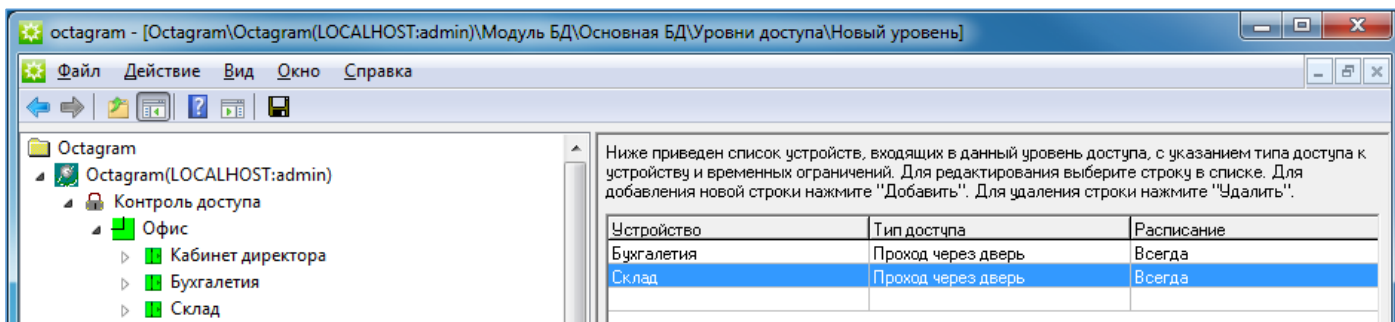 octagram - [Octagram\Octagram(LOCALHOST:admin)\Модуль БД\Основная БД\Уровни доступа\Новый уровень]
Файл Действие Вид Окно Справка
Octagram
Octagram(LOCALHOST:admin)
Контроль доступа
Офис
Кабинет директора
Бухгалетия
Склад
Ниже приведен список устройств, входящих в данный уровень доступа, с указанием типа доступа к
устройству и временных ограничений. Для редактирования выберите строку в списке. Для
добавления новой строки нажмите "Добавить". Для удаления строки нажмите "Удалить".
Устройство Тип доступа Расписание
Бухгалетия Проход через дверь Всегда
Склад Проход через дверь Всегда